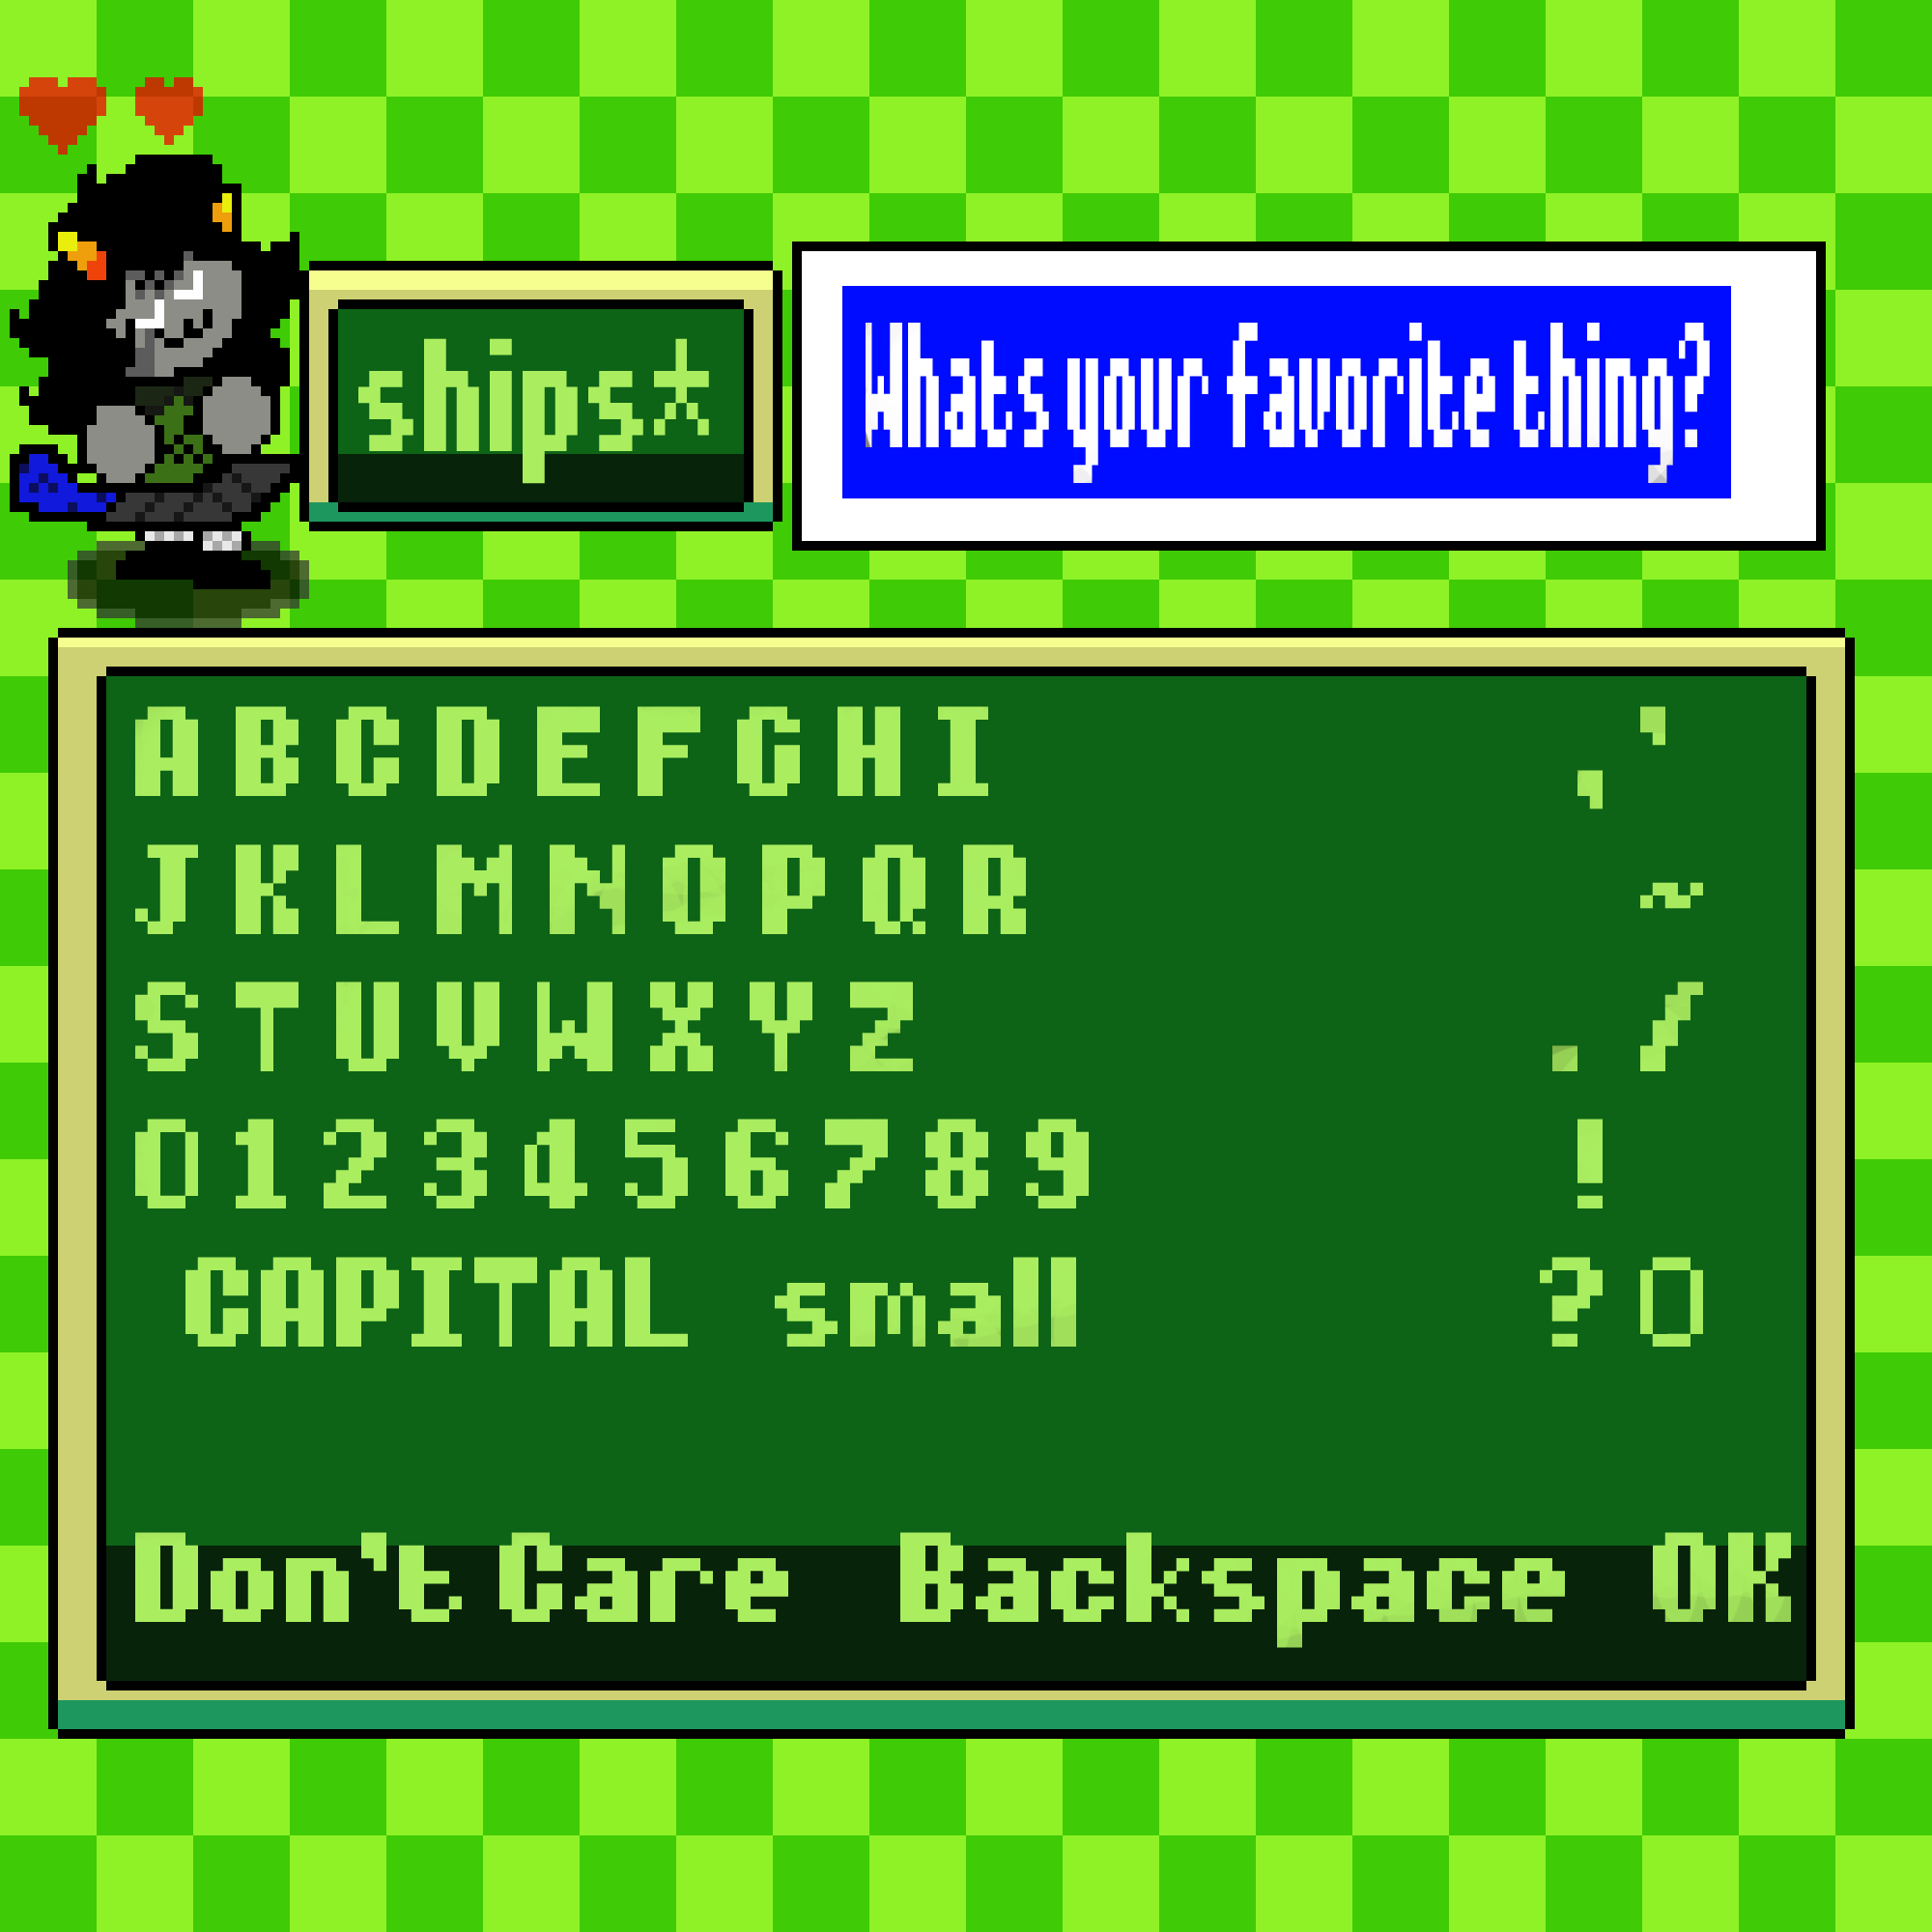 ships*
Whats your favorite thing?
A B C D E F G H I , '
J K L M N O P Q R ~
S T U V W X Y Z . /
0 1 2 3 4 5 6 7 8 9 !
CAPITAL small ? 0
Don't Care Backspace OK